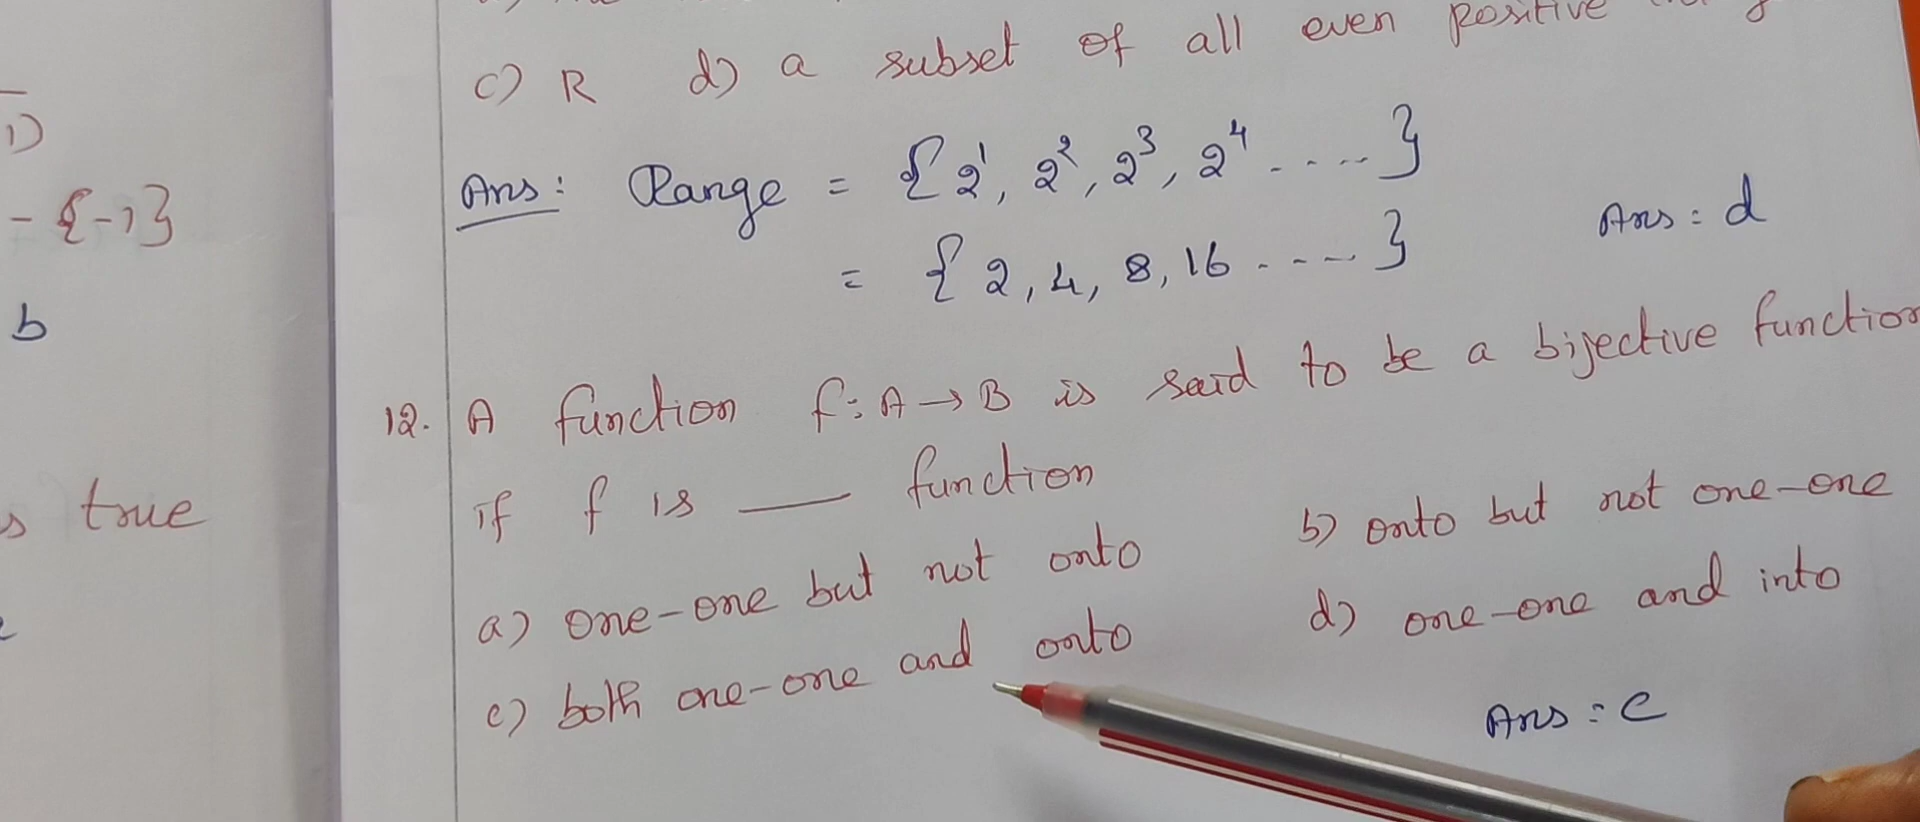 1)
- {-1}
b
s true
c) R d) a subset of all even positive
Ans: Range = {2¹, 2², 2³, 2⁴ ....}
= {2, 4, 8, 16 ....}
Ans: d
12. A function f: A → B is said to be a bijective function
if f is ___ function
a) one-one but not onto b) onto but not one-one
c) both one-one and onto d) one-one and into
Ans: c